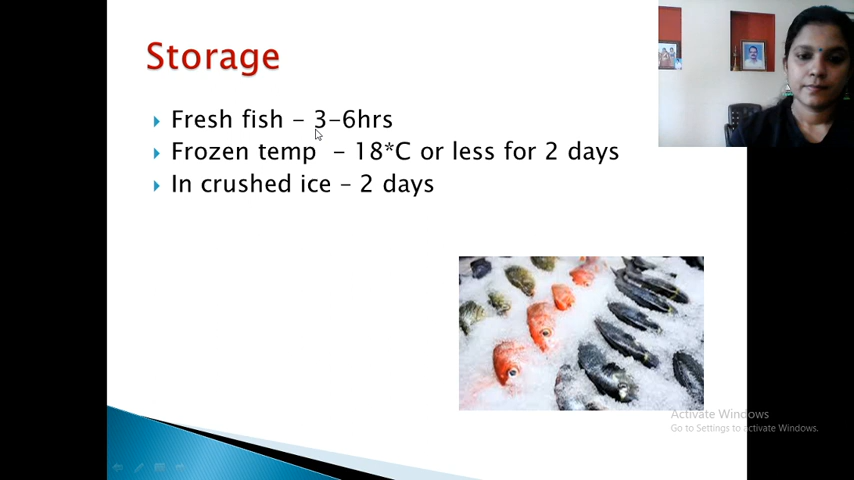 Storage
Fresh fish – 3-6hrs
Frozen temp – 18*C or less for 2 days
In crushed ice – 2 days
Activate Windows
Go to Settings to activate Windows.